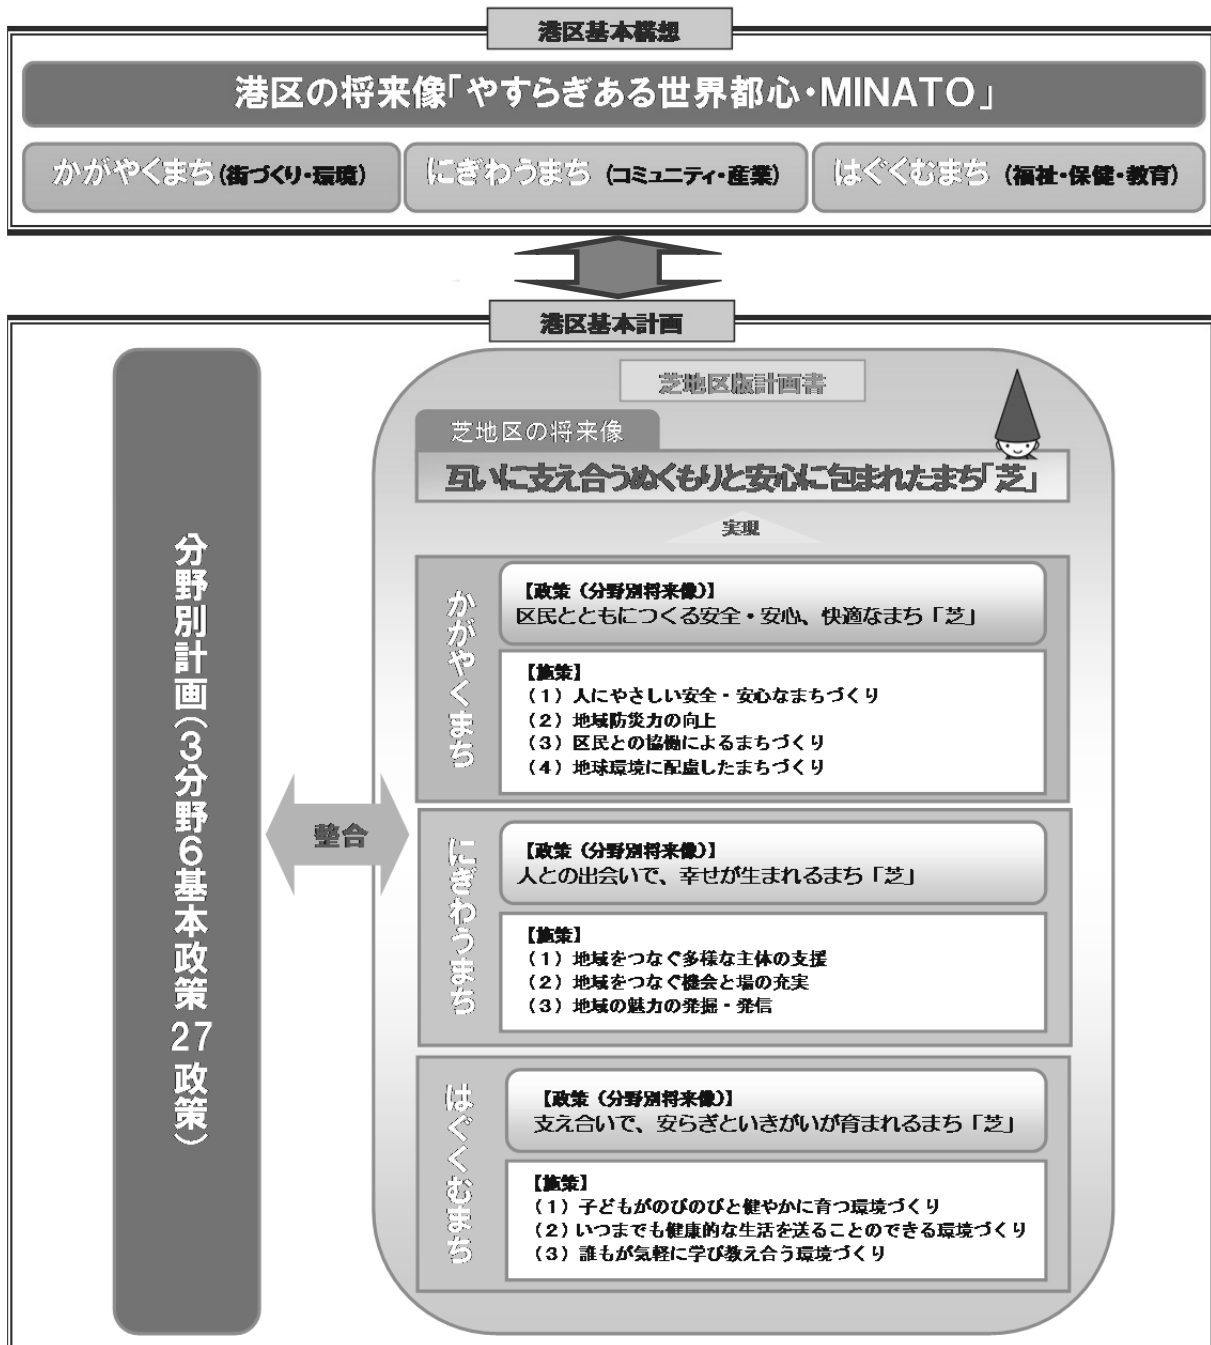 港区基本構想
港区の将来像「やすらぎある世界都心・MINATO」
かがやくまち(街づくり・環境)
にぎわうまち (コミュニティ・産業)
はぐくむまち (福祉・保健・教育)
港区基本計画
分野別計画(3分野6基本政策27政策)
整合
芝地区版計画書
芝地区の将来像
互いに支え合うぬくもりと安心に包まれたまち「芝」
実現
かがやくまち
【政策（分野別将来像）】
区民とともにつくる安全・安心、快適なまち「芝」
【施策】
（1）人にやさしい安全・安心なまちづくり
（2）地域防災力の向上
（3）区民との協働によるまちづくり
（4）地球環境に配慮したまちづくり
にぎわうまち
【政策（分野別将来像）】
人との出会いで、幸せが生まれるまち「芝」
【施策】
（1）地域をつなぐ多様な主体の支援
（2）地域をつなぐ機会と場の充実
（3）地域の魅力の発掘・発信
はぐくむまち
【政策（分野別将来像）】
支え合いで、安らぎといきがいが育まれるまち「芝」
【施策】
（1）子どもがのびのびと健やかに育つ環境づくり
（2）いつまでも健康的な生活を送ることのできる環境づくり
（3）誰もが気軽に学び教え合う環境づくり